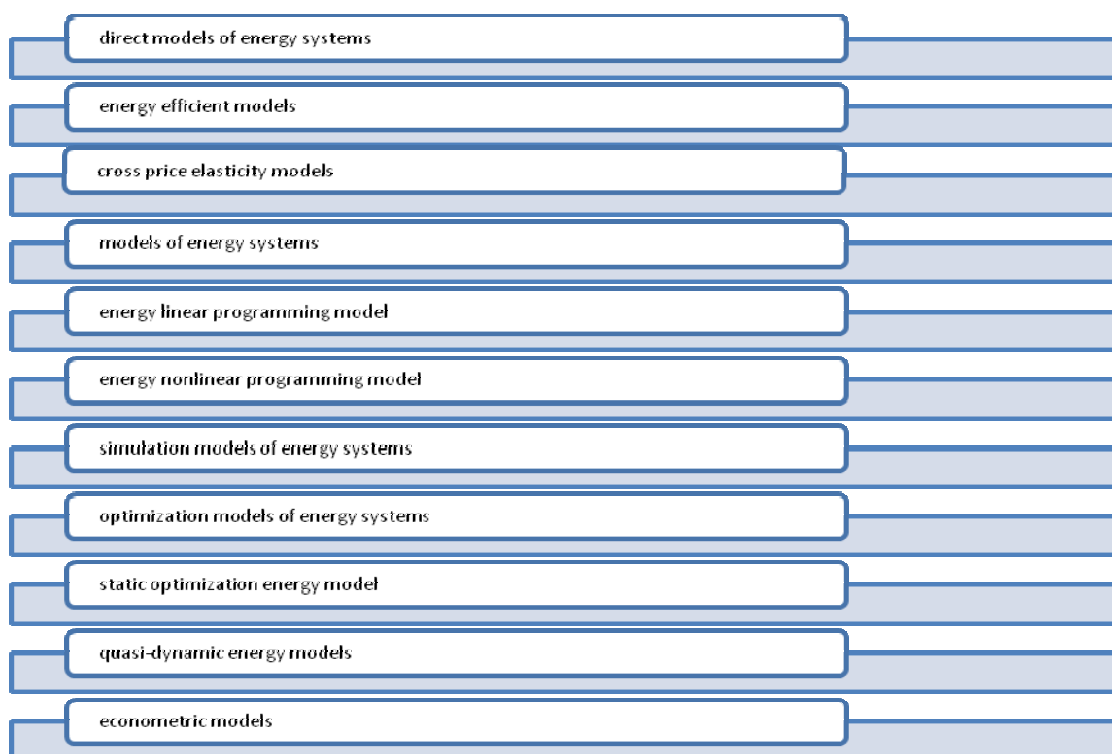 direct models of energy systems
energy efficient models
cross price elasticity models
models of energy systems
energy linear programming model
energy nonlinear programming model
simulation models of energy systems
optimization models of energy systems
static optimization energy model
quasi-dynamic energy models
econometric models